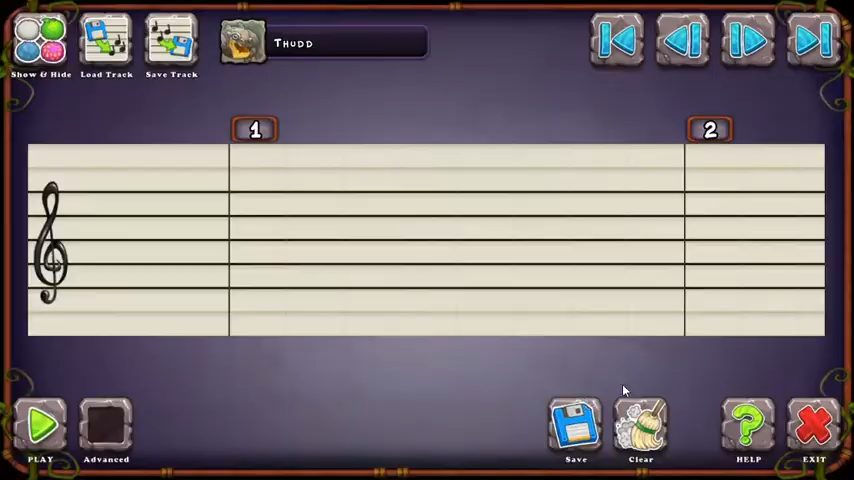 Thudd
Show & Hide
Load Track
Save Track
1
2
PLAY
Advanced
Save
Clear
HELP
EXIT